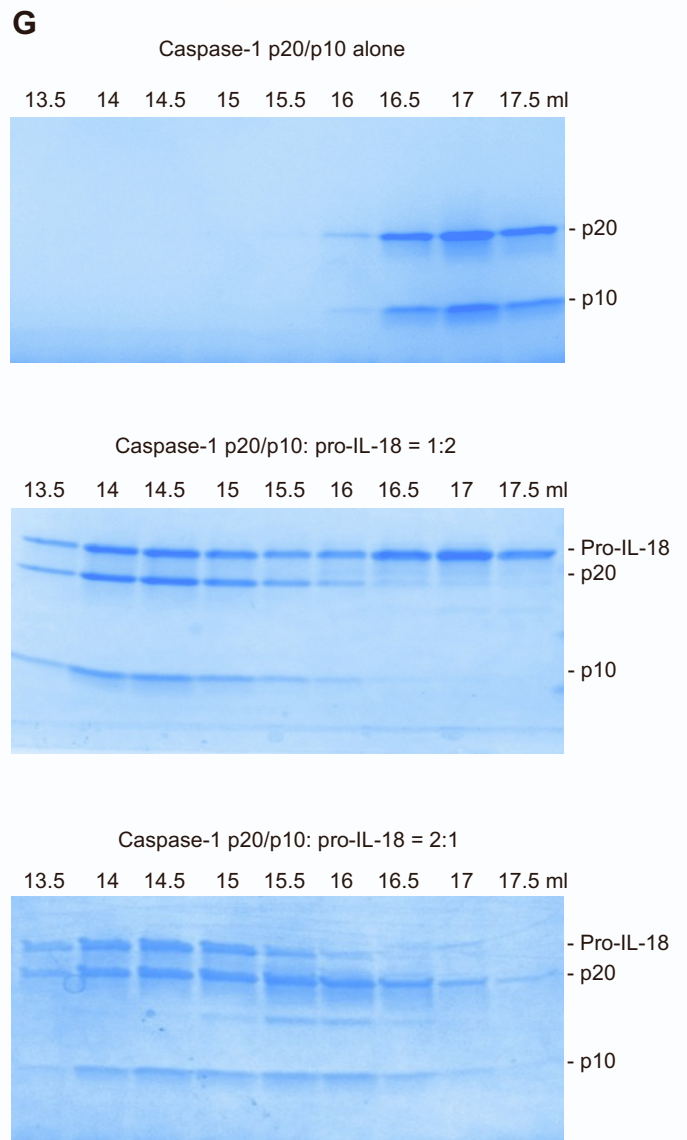 G
Caspase-1 p20/p10 alone
13.5 14 14.5 15 15.5 16 16.5 17 17.5 ml
- p20
- p10
Caspase-1 p20/p10: pro-IL-18 = 1:2
13.5 14 14.5 15 15.5 16 16.5 17 17.5 ml
- Pro-IL-18
- p20
- p10
Caspase-1 p20/p10: pro-IL-18 = 2:1
13.5 14 14.5 15 15.5 16 16.5 17 17.5 ml
- Pro-IL-18
- p20
- p10